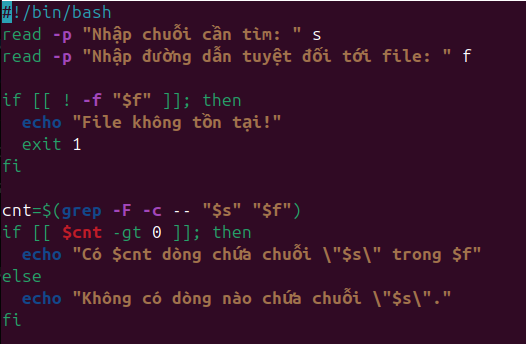 #!/bin/bash
read -p "Nhập chuỗi cần tìm: " s
read -p "Nhập đường dẫn tuyệt đối tới file: " f
if [[ ! -f "$f" ]]; then
  echo "File không tồn tại!"
  exit 1
fi
cnt=$(grep -F -c -- "$s" "$f")
if [[ $cnt -gt 0 ]]; then
  echo "Có $cnt dòng chứa chuỗi \"$s\" trong $f"
else
  echo "Không có dòng nào chứa chuỗi \"$s\"."
fi